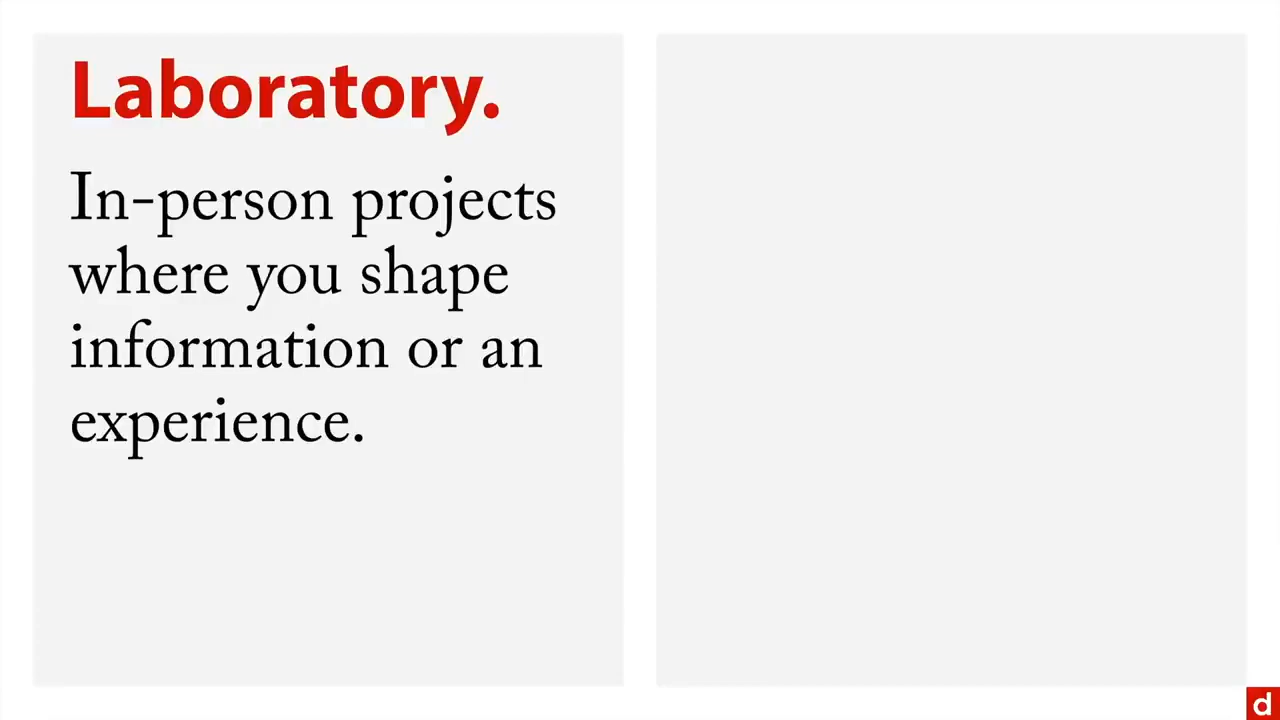 Laboratory.
In-person projects
where you shape
information or an
experience.
d